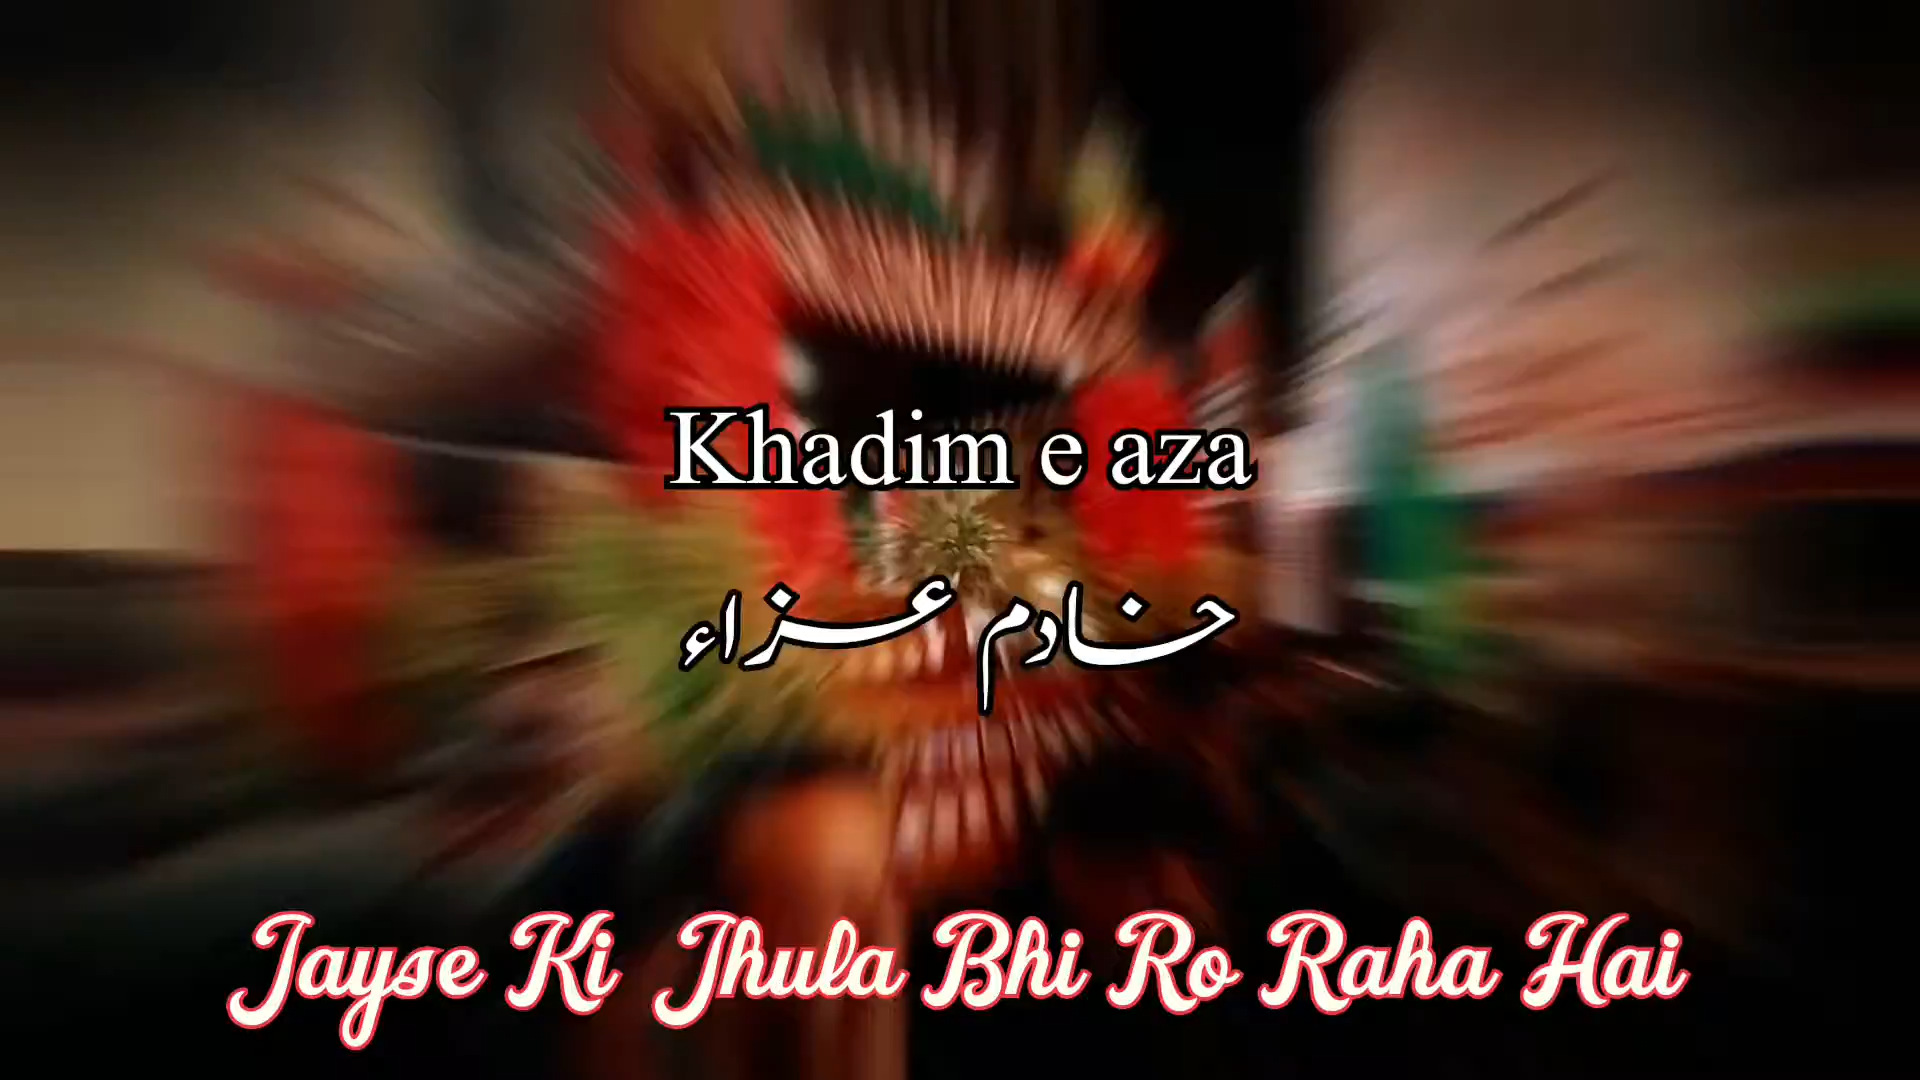 Khadim e aza
خادم عزاء
Jayse Ki Jhula Bhi Ro Raha Hai